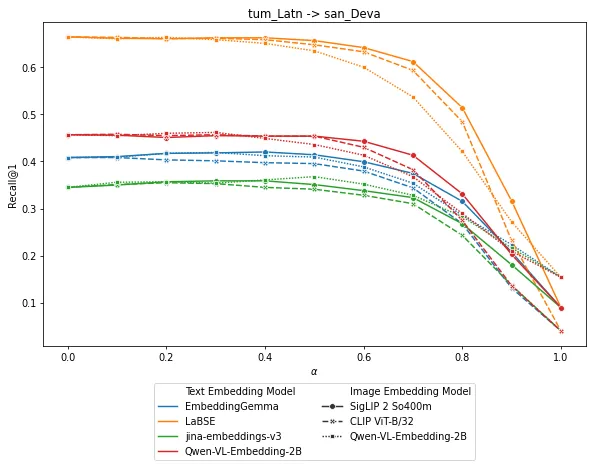 tum_Latn -> san_Deva
Recall@1
0.6
0.5
0.4
0.3
0.2
0.1
0.0 0.2 0.4 0.6 0.8 1.0
α
Text Embedding Model
EmbeddingGemma
LaBSE
jina-embeddings-v3
Qwen-VL-Embedding-2B
Image Embedding Model
SigLIP 2 So400m
CLIP ViT-B/32
Qwen-VL-Embedding-2B